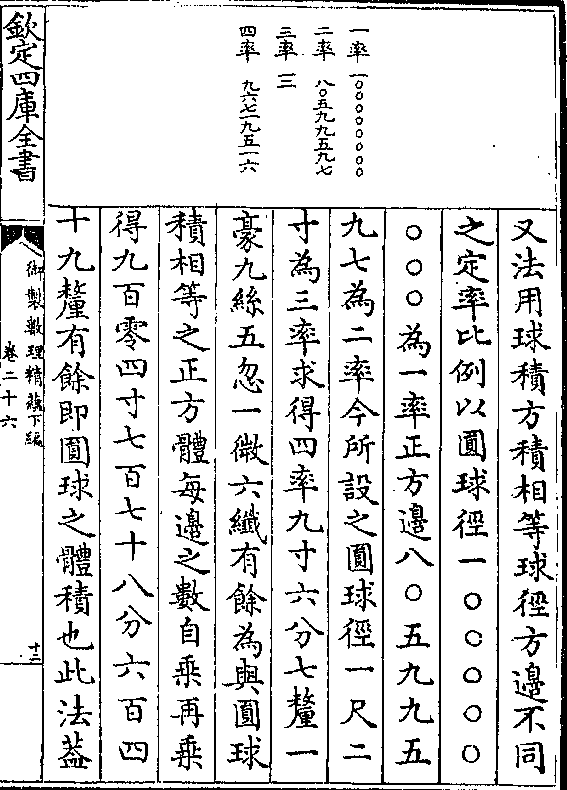 一率 一〇〇〇〇〇〇〇〇
二率 八〇五九九五九七
三率 三
四率 九六七一九五一六
又法用球積方積相等球徑方邊不同
之定率比例以圓球徑一〇〇〇〇〇
〇〇〇為一率正方邊八〇五九九五
九七為二率今所設之圓球徑一尺二
寸為三率求得四率九寸六分七釐一
豪九絲五忽一微六纖有餘為與圓球
積相等之正方體每邊之數自乗再乗
得九百零四寸七百七十八分六百四
十九釐有餘即圓球之體積也此法葢
欽定四庫全書
御製數理精蘊下編
卷二十六
十二